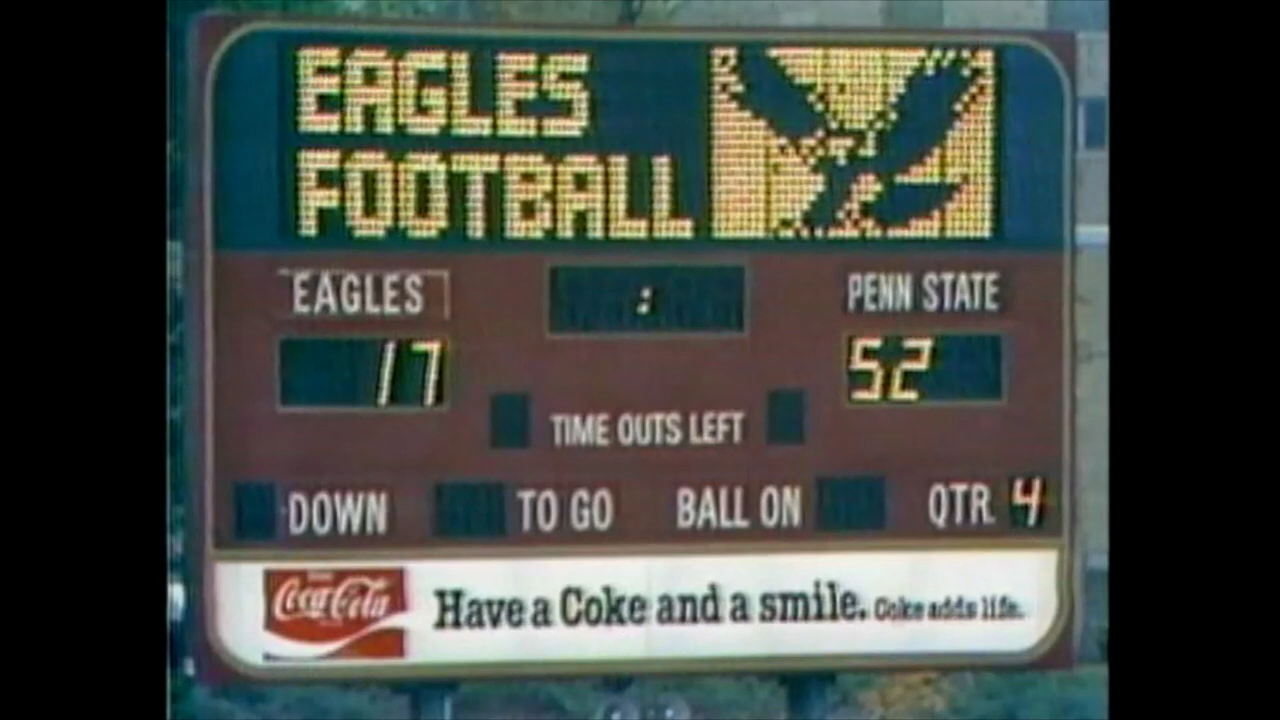 EAGLES
FOOTBALL
EAGLES : PENN STATE
17 52
TIME OUTS LEFT
DOWN TO GO BALL ON QTR. 4
Coca-Cola Have a Coke and a smile. Coke adds life.